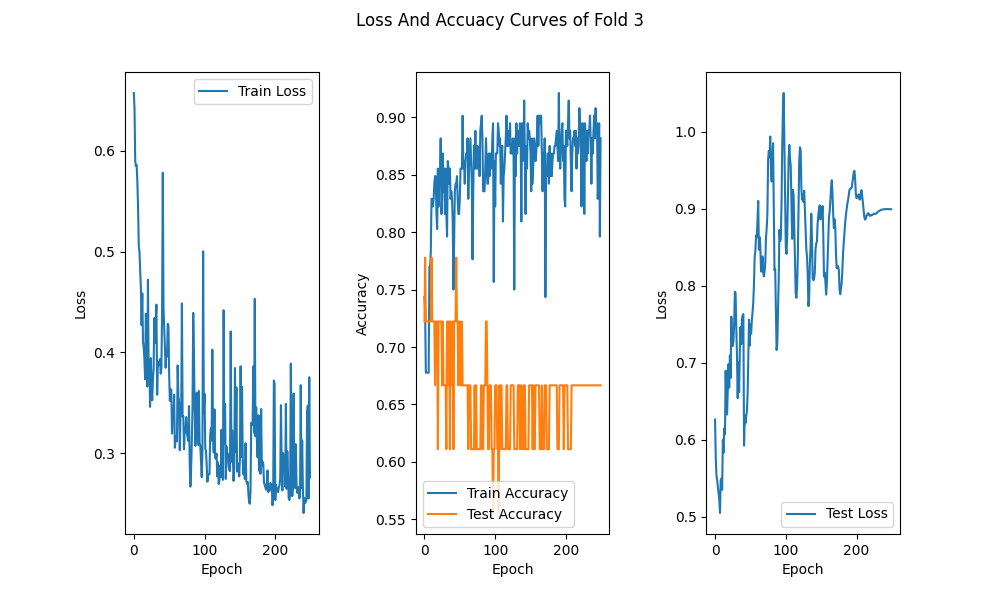 Loss And Accuacy Curves of Fold 3
Train Loss
0.6
0.5
0.4
0.3
0
100
200
Epoch
Loss
0.90
0.85
0.80
0.75
0.70
0.65
0.60
0.55
Train Accuracy
Test Accuracy
0
100
200
Epoch
Accuracy
1.0
0.9
0.8
0.7
0.6
0.5
Test Loss
0
100
200
Epoch
Loss